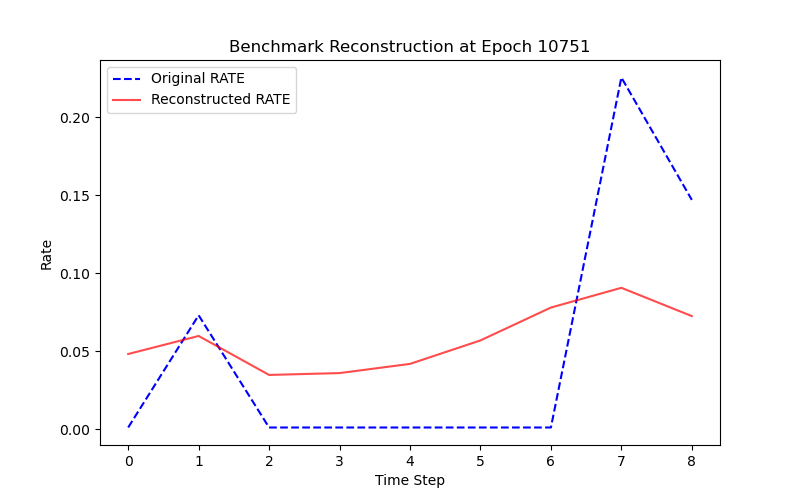 Benchmark Reconstruction at Epoch 10751
Original RATE
Reconstructed RATE
0.20
0.15
0.10
0.05
0.00
Rate
0 1 2 3 4 5 6 7 8
Time Step